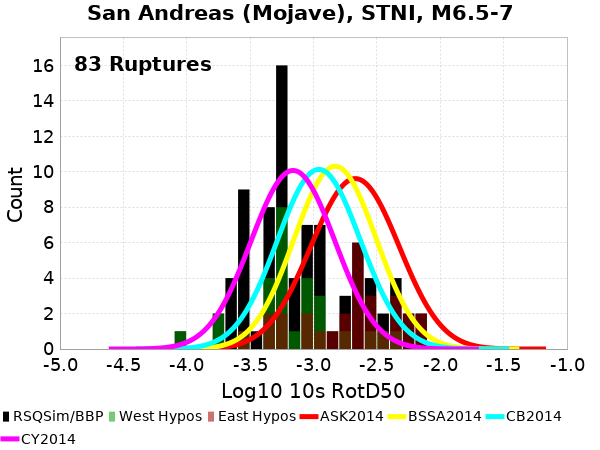 San Andreas (Mojave), STNI, M6.5-7
83 Ruptures
Count
16
14
12
10
8
6
4
2
0
-5.0 -4.5 -4.0 -3.5 -3.0 -2.5 -2.0 -1.5 -1.0
Log10 10s RotD50
RSQSim/BBP West Hypos East Hypos ASK2014 BSSA2014 CB2014
CY2014